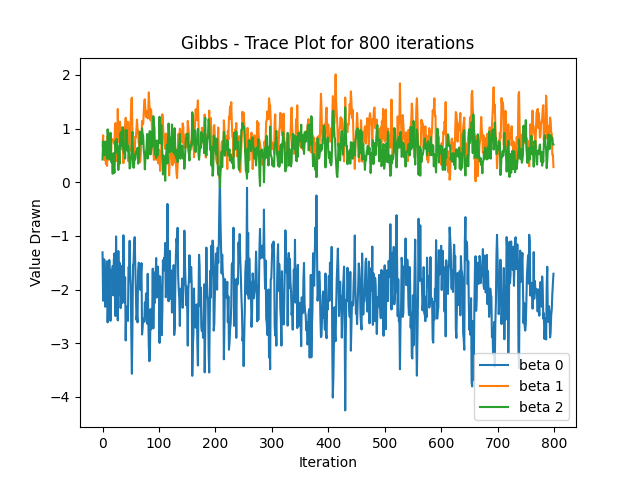 Gibbs - Trace Plot for 800 iterations
Value Drawn
2
1
0
−1
−2
−3
−4
0 100 200 300 400 500 600 700 800
Iteration
beta 0
beta 1
beta 2